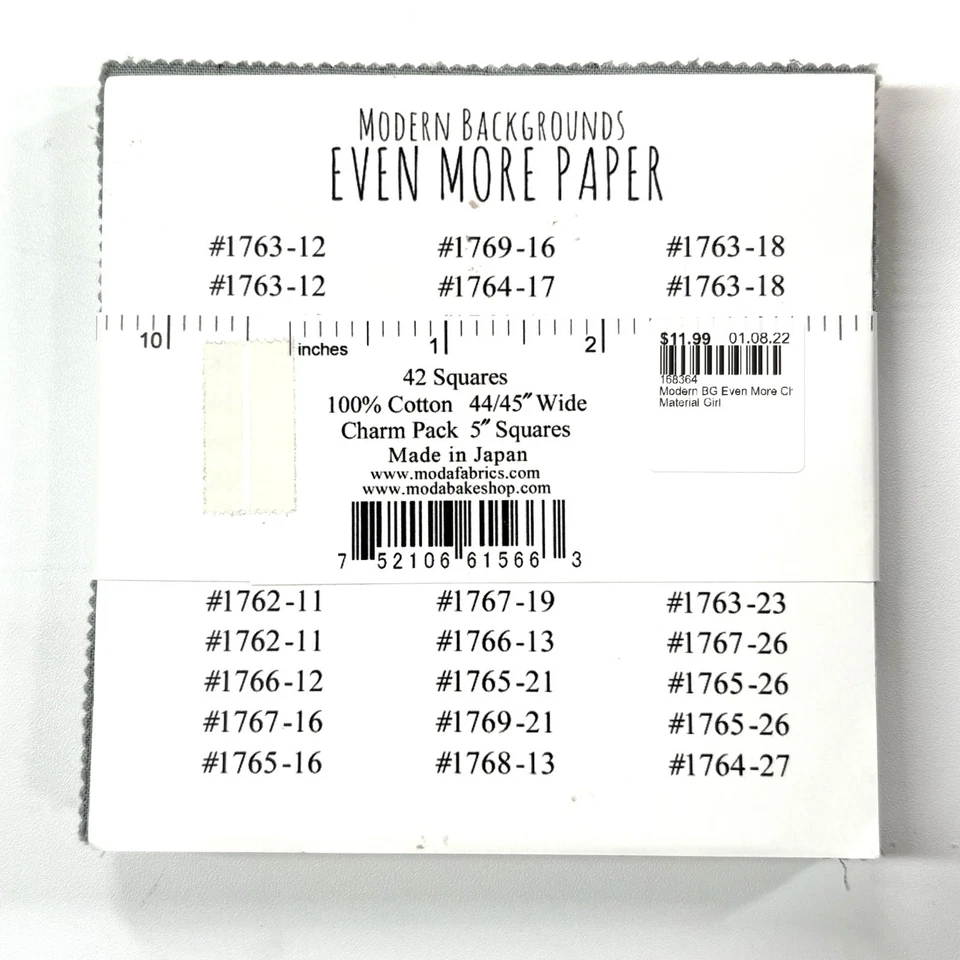 MODERN BACKGROUNDS
EVEN MORE PAPER
#1763-12 #1769-16 #1763-18
#1763-12 #1764-17 #1763-18
10 inches 1 2
$11.99 01.08.22
168364
Modern BG Even More Ch
Material Girl
42 Squares
100% Cotton 44/45″ Wide
Charm Pack 5″ Squares
Made in Japan
www.modafabrics.com
www.modabakeshop.com
7 52106 61566 3
#1762-11 #1767-19 #1763-23
#1762-11 #1766-13 #1767-26
#1766-12 #1765-21 #1765-26
#1767-16 #1769-21 #1765-26
#1765-16 #1768-13 #1764-27